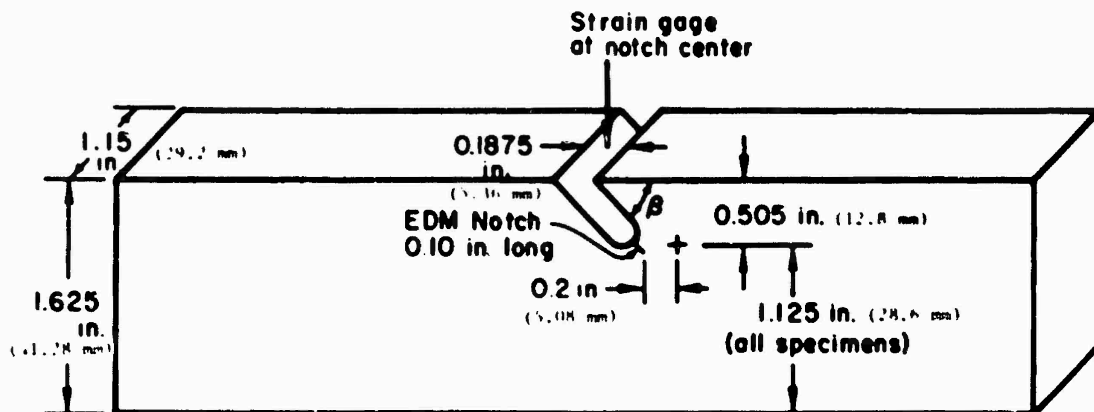 Strain gage
at notch center
1.15
in
(29.2 mm)
0.1875
in.
β
EDM Notch
0.10 in. long
0.505 in. (12.8 mm)
0.2 in
(5.08 mm)
1.625
in.
1.125 in. (28.6 mm)
(all specimens)